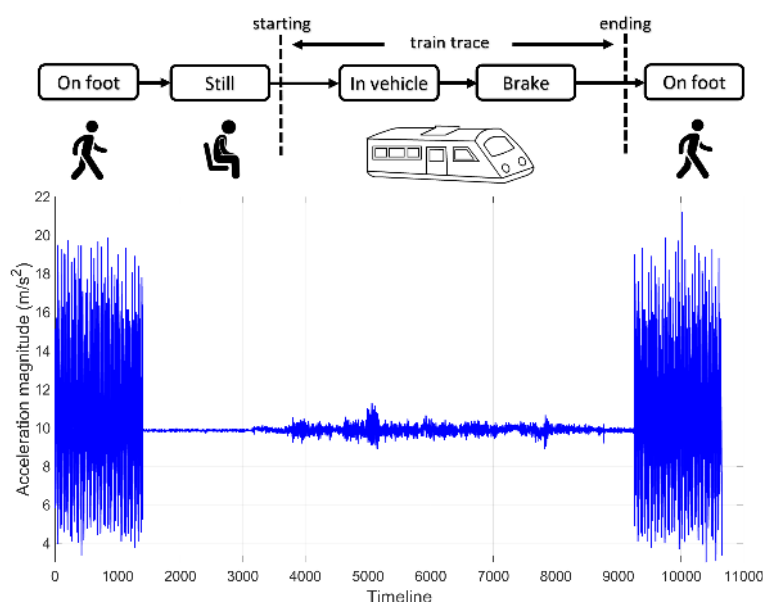 starting
ending
train trace
On foot
Still
In vehicle
Brake
On foot
22
20
18
16
14
12
10
8
6
4
Acceleration magnitude (m/s²)
0
1000
2000
3000
4000
5000
6000
7000
8000
9000
10000
11000
Timeline